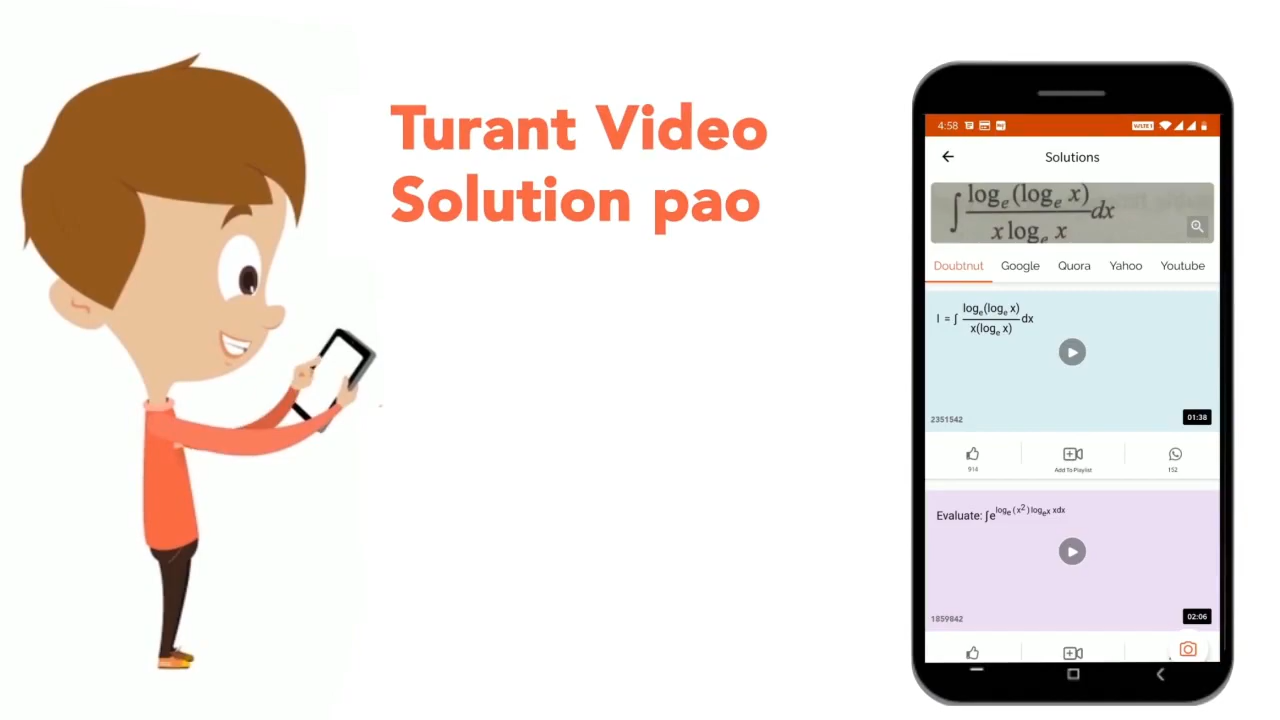 Turant Video
Solution pao
4:58
VoLTE1
Solutions
∫ logₑ(logₑ x) / x logₑ x dx
Doubtnut Google Quora Yahoo Youtube
I = ∫ logₑ(logₑ x) / x(logₑ x) dx
2351542 01:38
914 Add To Playlist 152
Evaluate: ∫e^logₑ(x²)logₑx xdx
1859842 02:06